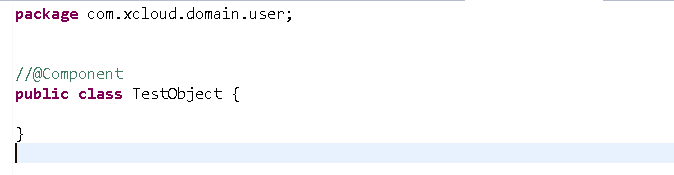 package com.xcloud.domain.user;
//@Component
public class TestObject {
}